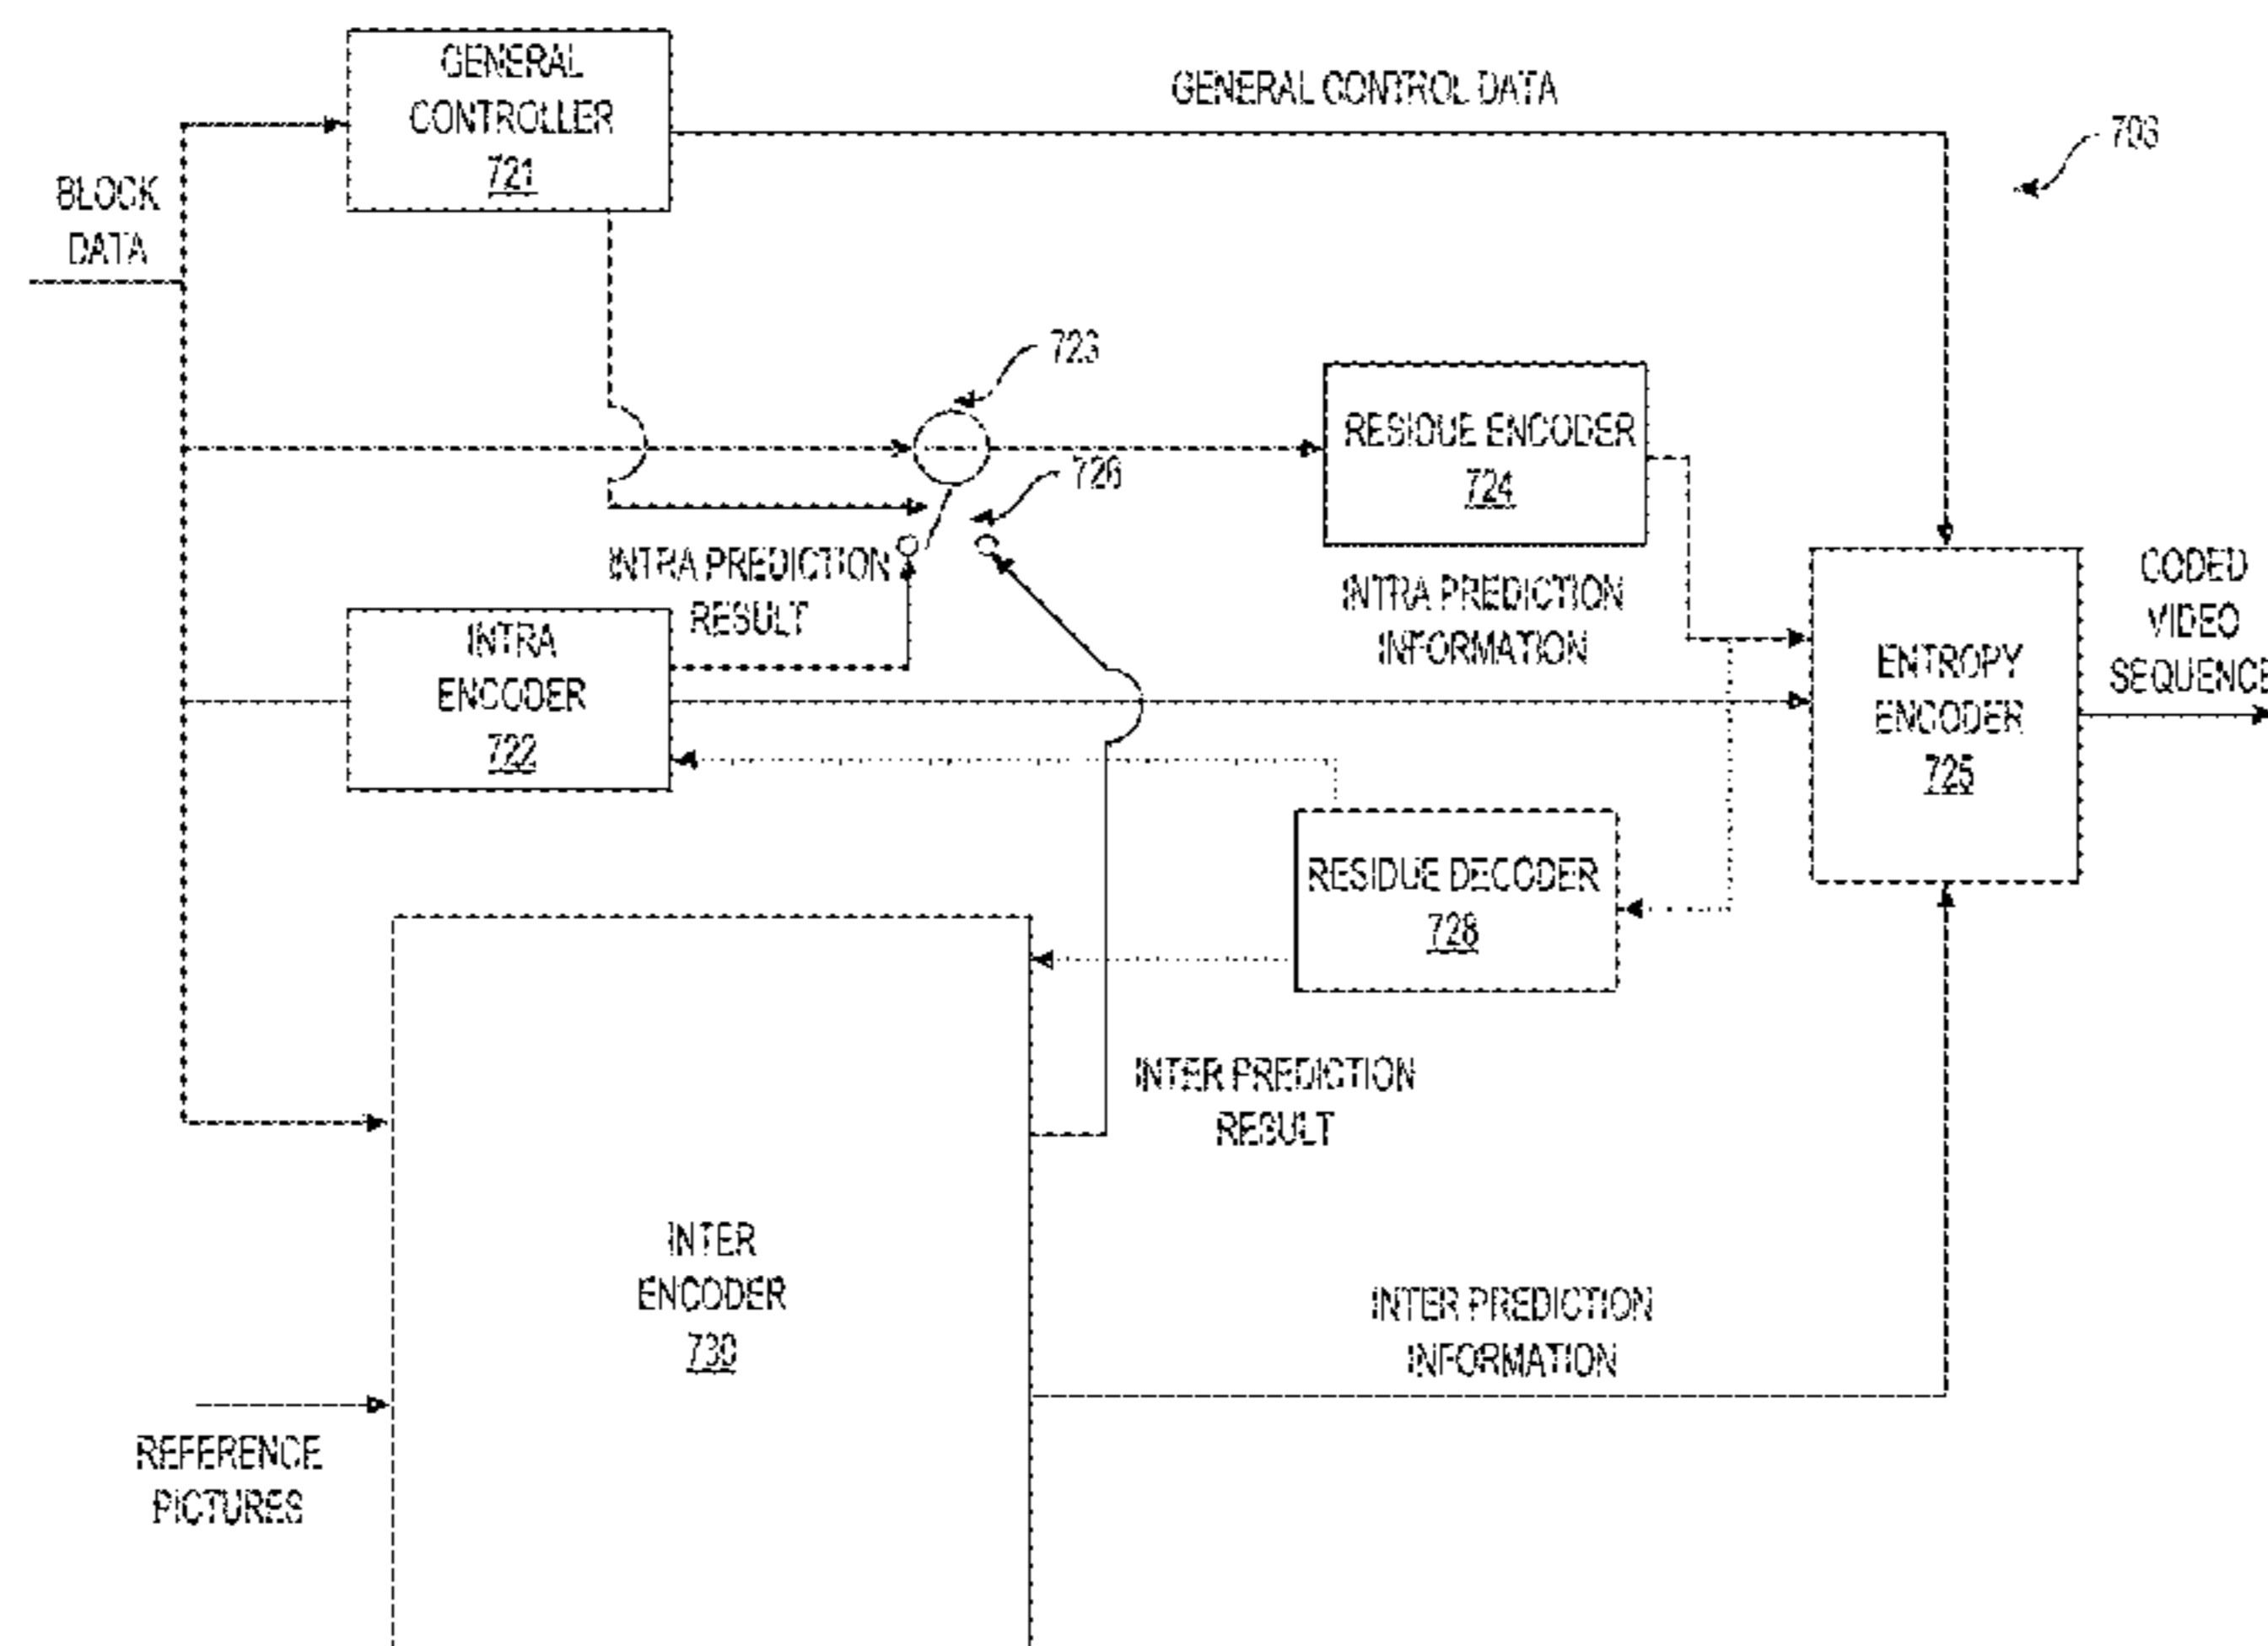 GENERAL
CONTROLLER
721
GENERAL CONTROL DATA
703
BLOCK
DATA
723
RESIDUE ENCODER
724
726
INTRA PREDICTION
RESULT
INTRA PREDICTION
INFORMATION
CODED
VIDEO
SEQUENCE
INTRA
ENCODER
722
ENTROPY
ENCODER
725
RESIDUE DECODER
728
INTER PREDICTION
RESULT
INTER
ENCODER
730
INTER PREDICTION
INFORMATION
REFERENCE
PICTURES